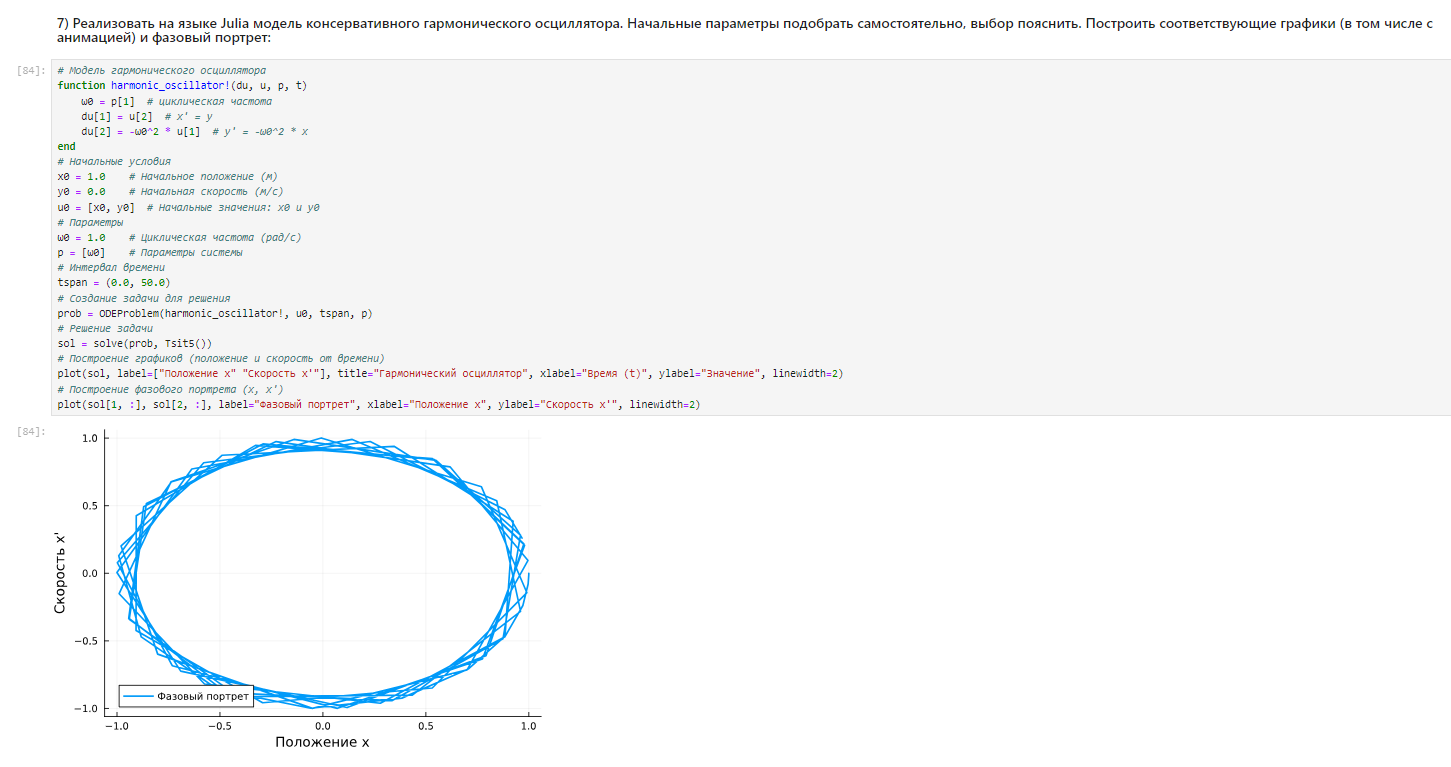 7) Реализовать на языке Julia модель консервативного гармонического осциллятора. Начальные параметры подобрать самостоятельно, выбор пояснить. Построить соответствующие графики (в том числе с
анимацией) и фазовый портрет:
[84]:
# Модель гармонического осциллятора
function harmonic_oscillator!(du, u, p, t)
    ω0 = p[1]  # циклическая частота
    du[1] = u[2]  # x' = y
    du[2] = -ω0^2 * u[1]  # y' = -ω0^2 * x
end
# Начальные условия
x0 = 1.0    # Начальное положение (м)
y0 = 0.0    # Начальная скорость (м/с)
u0 = [x0, y0]  # Начальные значения: x0 и y0
# Параметры
ω0 = 1.0    # Циклическая частота (рад/с)
p = [ω0]    # Параметры системы
# Интервал времени
tspan = (0.0, 50.0)
# Создание задачи для решения
prob = ODEProblem(harmonic_oscillator!, u0, tspan, p)
# Решение задачи
sol = solve(prob, Tsit5())
# Построение графиков (положение и скорость от времени)
plot(sol, label=["Положение x" "Скорость x'"], title="Гармонический осциллятор", xlabel="Время (t)", ylabel="Значение", linewidth=2)
# Построение фазового портрета (x, x')
plot(sol[1, :], sol[2, :], label="Фазовый портрет", xlabel="Положение x", ylabel="Скорость x'", linewidth=2)
[84]:
1.0
0.5
0.0
−0.5
−1.0
Скорость x'
Фазовый портрет
−1.0 −0.5 0.0 0.5 1.0
Положение x